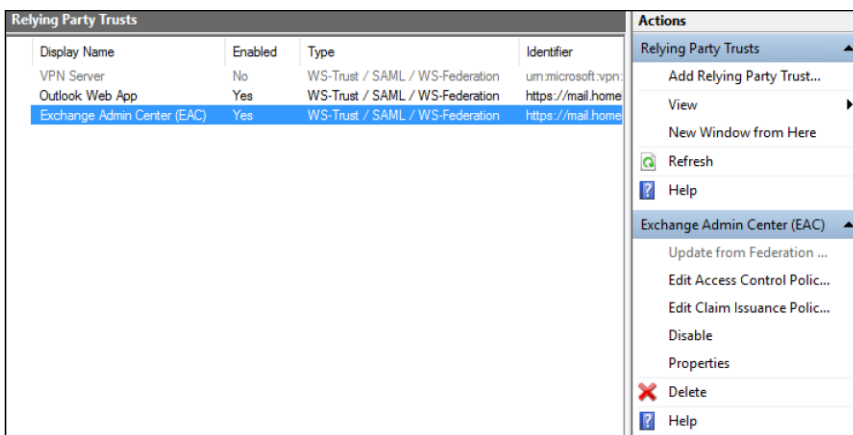 Relying Party Trusts
Display Name Enabled Type Identifier
VPN Server No WS-Trust / SAML / WS-Federation urn:microsoft:vpn:
Outlook Web App Yes WS-Trust / SAML / WS-Federation https://mail.home
Exchange Admin Center (EAC) Yes WS-Trust / SAML / WS-Federation https://mail.home
Actions
Relying Party Trusts
Add Relying Party Trust...
View
New Window from Here
Refresh
Help
Exchange Admin Center (EAC)
Update from Federation ...
Edit Access Control Polic...
Edit Claim Issuance Polic...
Disable
Properties
Delete
Help